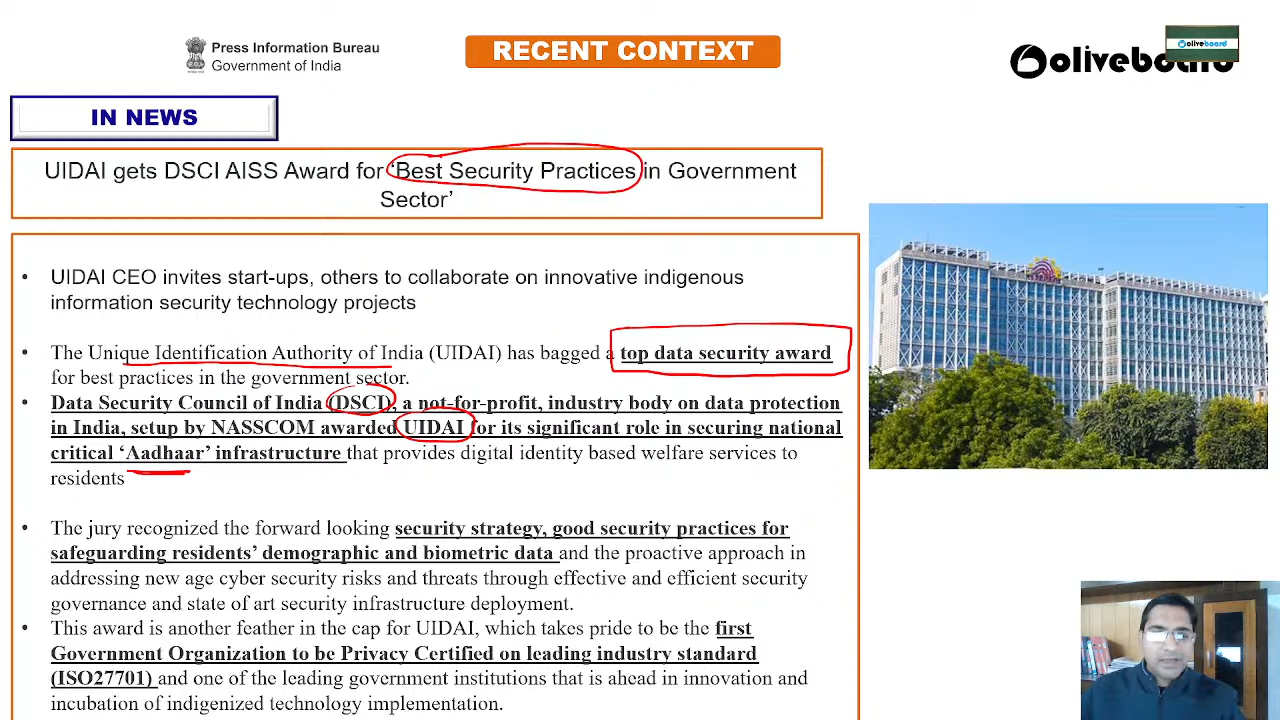 Press Information Bureau
Government of India
RECENT CONTEXT
oliveboard
oliveboard
IN NEWS
UIDAI gets DSCI AISS Award for ‘Best Security Practices in Government
Sector’
• UIDAI CEO invites start-ups, others to collaborate on innovative indigenous
information security technology projects
• The Unique Identification Authority of India (UIDAI) has bagged a top data security award
for best practices in the government sector.
• Data Security Council of India (DSCI), a not-for-profit, industry body on data protection
in India, setup by NASSCOM awarded UIDAI for its significant role in securing national
critical ‘Aadhaar’ infrastructure that provides digital identity based welfare services to
residents
• The jury recognized the forward looking security strategy, good security practices for
safeguarding residents’ demographic and biometric data and the proactive approach in
addressing new age cyber security risks and threats through effective and efficient security
governance and state of art security infrastructure deployment.
• This award is another feather in the cap for UIDAI, which takes pride to be the first
Government Organization to be Privacy Certified on leading industry standard
(ISO27701) and one of the leading government institutions that is ahead in innovation and
incubation of indigenized technology implementation.